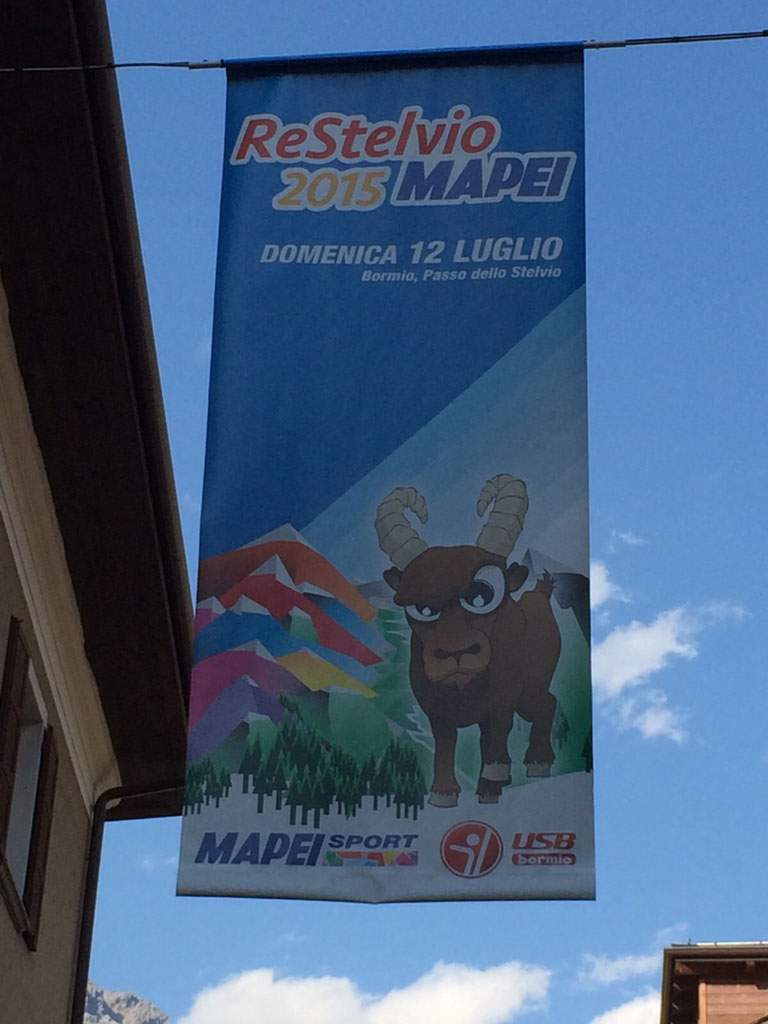 ReStelvio
2015 MAPEI
DOMENICA 12 LUGLIO
Bormio, Passo dello Stelvio
MAPEI SPORT
USB
bormio